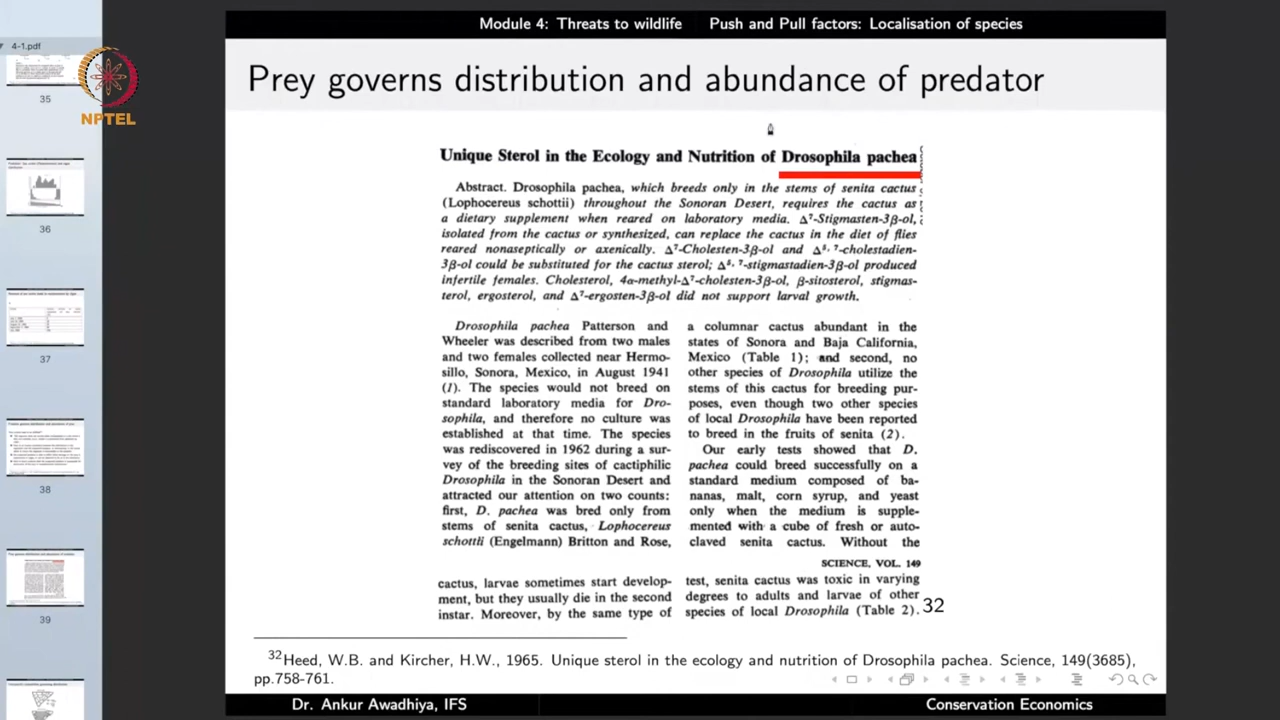 Module 4: Threats to wildlife Push and Pull factors: Localisation of species
4-1.pdf
35
36
37
38
39
NPTEL
Prey governs distribution and abundance of predator
Unique Sterol in the Ecology and Nutrition of Drosophila pachea
Abstract. Drosophila pachea, which breeds only in the stems of senita cactus
(Lophocereus schottii) throughout the Sonoran Desert, requires the cactus as
a dietary supplement when reared on laboratory media. Δ⁷-Stigmasten-3β-ol,
isolated from the cactus or synthesized, can replace the cactus in the diet of flies
reared nonaseptically or axenically. Δ⁷-Cholesten-3β-ol and Δ⁵,⁷-cholestadien-
3β-ol could be substituted for the cactus sterol; Δ⁵,⁷-stigmastadien-3β-ol produced
infertile females. Cholesterol, 4α-methyl-Δ⁷-cholesten-3β-ol, β-sitosterol, stigmas-
terol, ergosterol, and Δ⁷-ergosten-3β-ol did not support larval growth.
Drosophila pachea Patterson and
Wheeler was described from two males
and two females collected near Hermo-
sillo, Sonora, Mexico, in August 1941
(1). The species would not breed on
standard laboratory media for Dro-
sophila, and therefore no culture was
established at that time. The species
was rediscovered in 1962 during a sur-
vey of the breeding sites of cactiphilic
Drosophila in the Sonoran Desert and
attracted our attention on two counts:
first, D. pachea was bred only from
stems of senita cactus, Lophocereus
schottii (Engelmann) Britton and Rose,
a columnar cactus abundant in the
states of Sonora and Baja California,
Mexico (Table 1); and second, no
other species of Drosophila utilize the
stems of this cactus for breeding pur-
poses, even though two other species
of local Drosophila have been reported
to breed in the fruits of senita (2).
Our early tests showed that D.
pachea could breed successfully on a
standard medium composed of ba-
nanas, malt, corn syrup, and yeast
only when the medium is supple-
mented with a cube of fresh or auto-
claved senita cactus. Without the
SCIENCE, VOL. 149
cactus, larvae sometimes start develop-
ment, but they usually die in the second
instar. Moreover, by the same type of
test, senita cactus was toxic in varying
degrees to adults and larvae of other
species of local Drosophila (Table 2).
32
32Heed, W.B. and Kircher, H.W., 1965. Unique sterol in the ecology and nutrition of Drosophila pachea. Science, 149(3685),
pp.758-761.
Dr. Ankur Awadhiya, IFS Conservation Economics